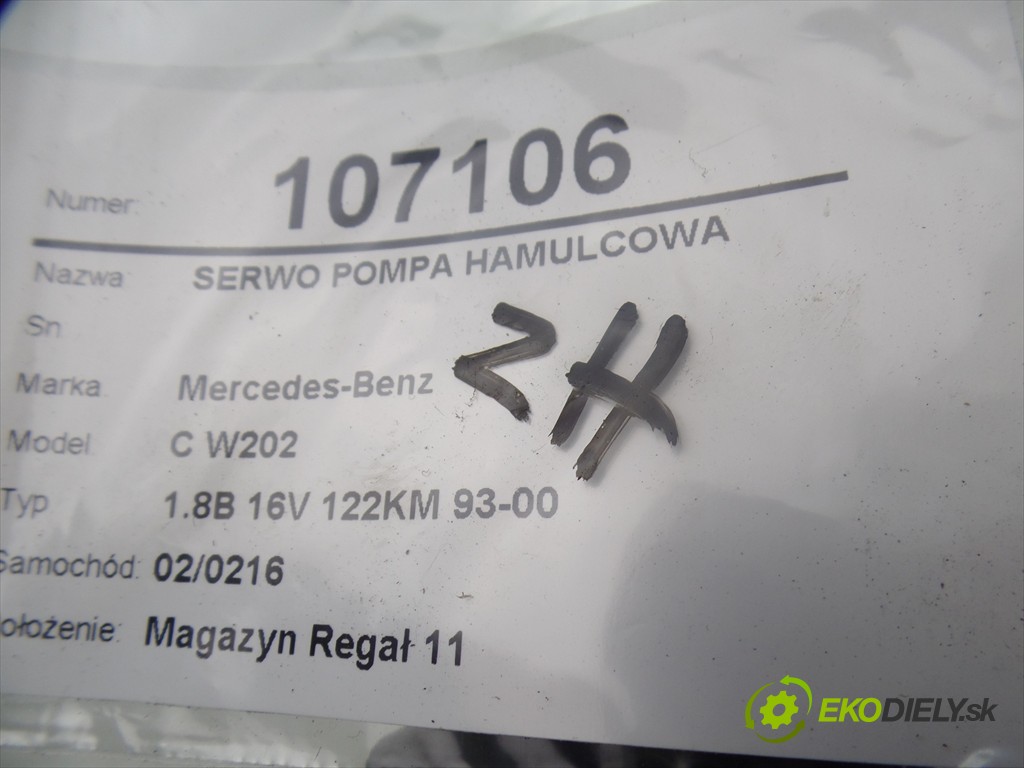 Numer: 107106
Nazwa SERWO POMPA HAMULCOWA
Sn
Marka Mercedes-Benz
Model C W202
Typ 1.8B 16V 122KM 93-00
Samochód: 02/0216
ołożenie: Magazyn Regał 11
EKODIELY.sk